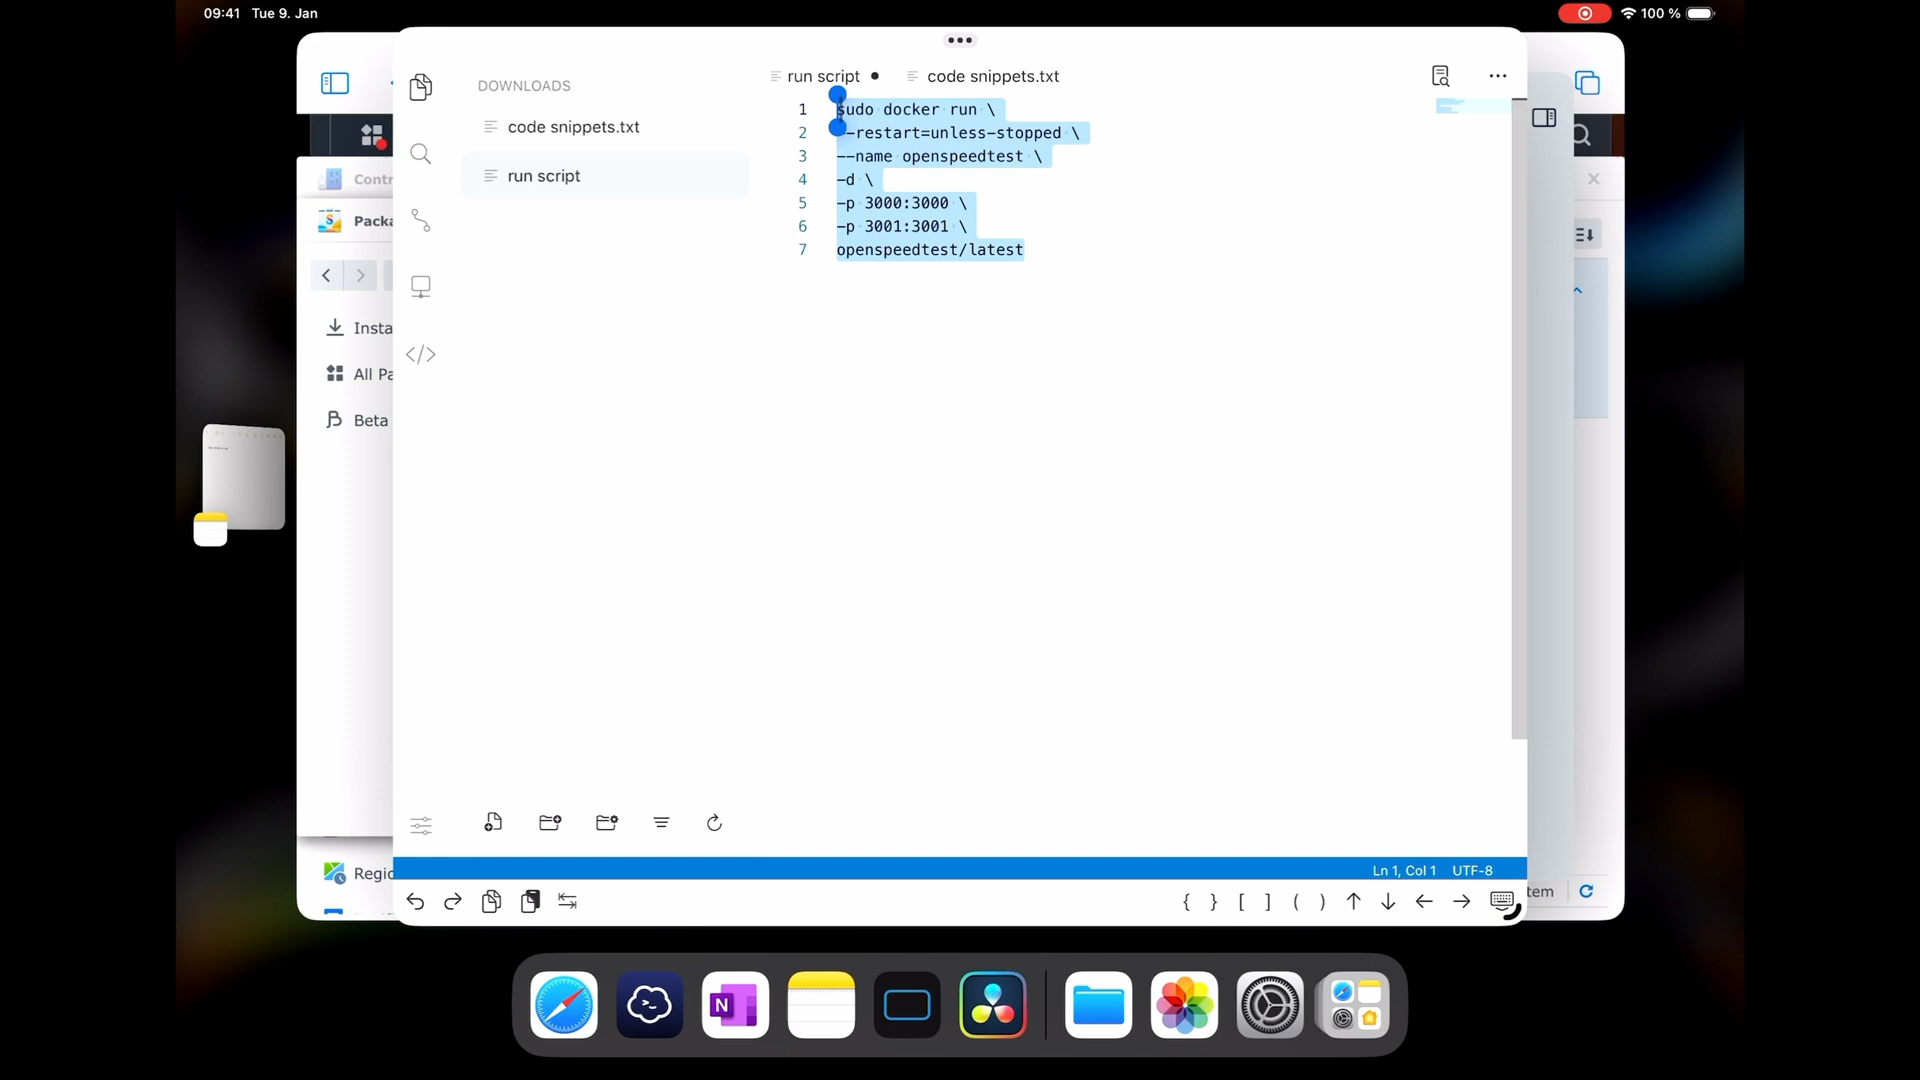 09:41 Tue 9. Jan
100 %
DOWNLOADS
code snippets.txt
run script
run script
code snippets.txt
1 sudo docker run \
2 --restart=unless-stopped \
3 --name openspeedtest \
4 -d \
5 -p 3000:3000 \
6 -p 3001:3001 \
7 openspeedtest/latest
Contr
Packa
Insta
All Pa
Beta
Regio
Ln 1, Col 1 UTF-8
{ } [ ] ( )
tem
N